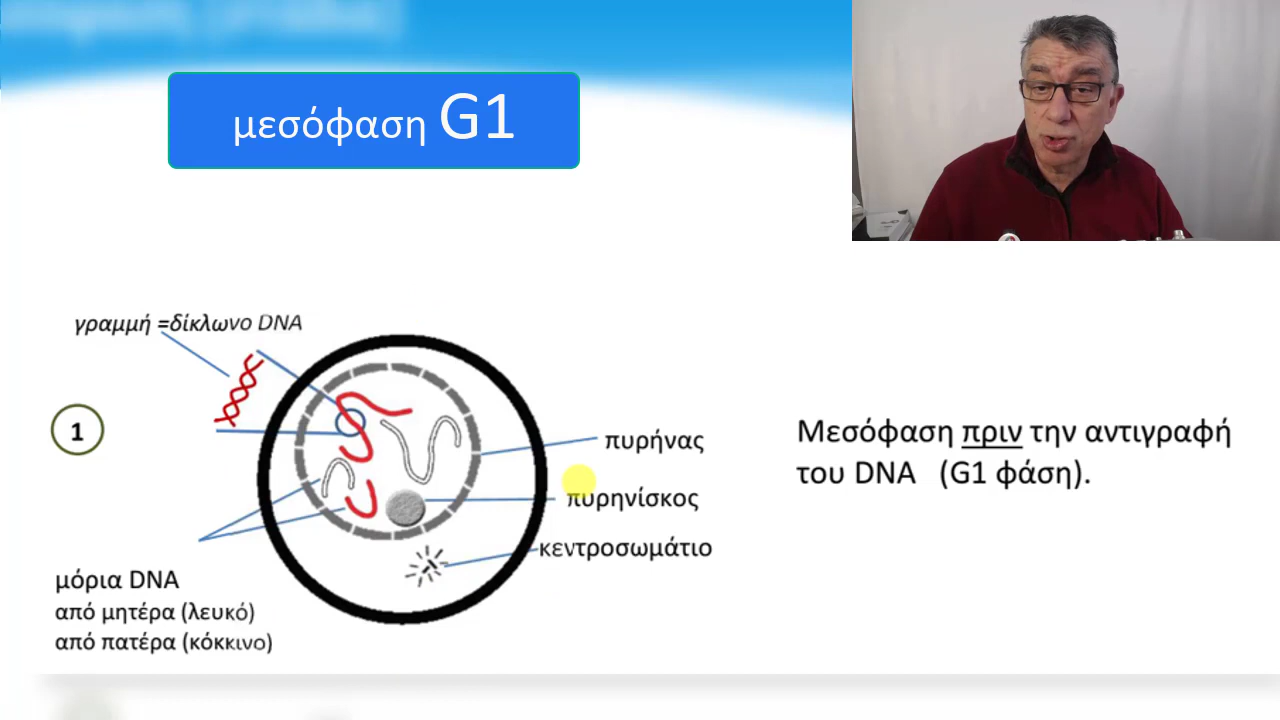 μεσόφαση G1
γραμμή =δίκλωνο DNA
1
πυρήνας
πυρηνίσκος
κεντροσωμάτιο
μόρια DNA
από μητέρα (λευκό)
από πατέρα (κόκκινο)
Μεσόφαση πριν την αντιγραφή
του DNA (G1 φάση).